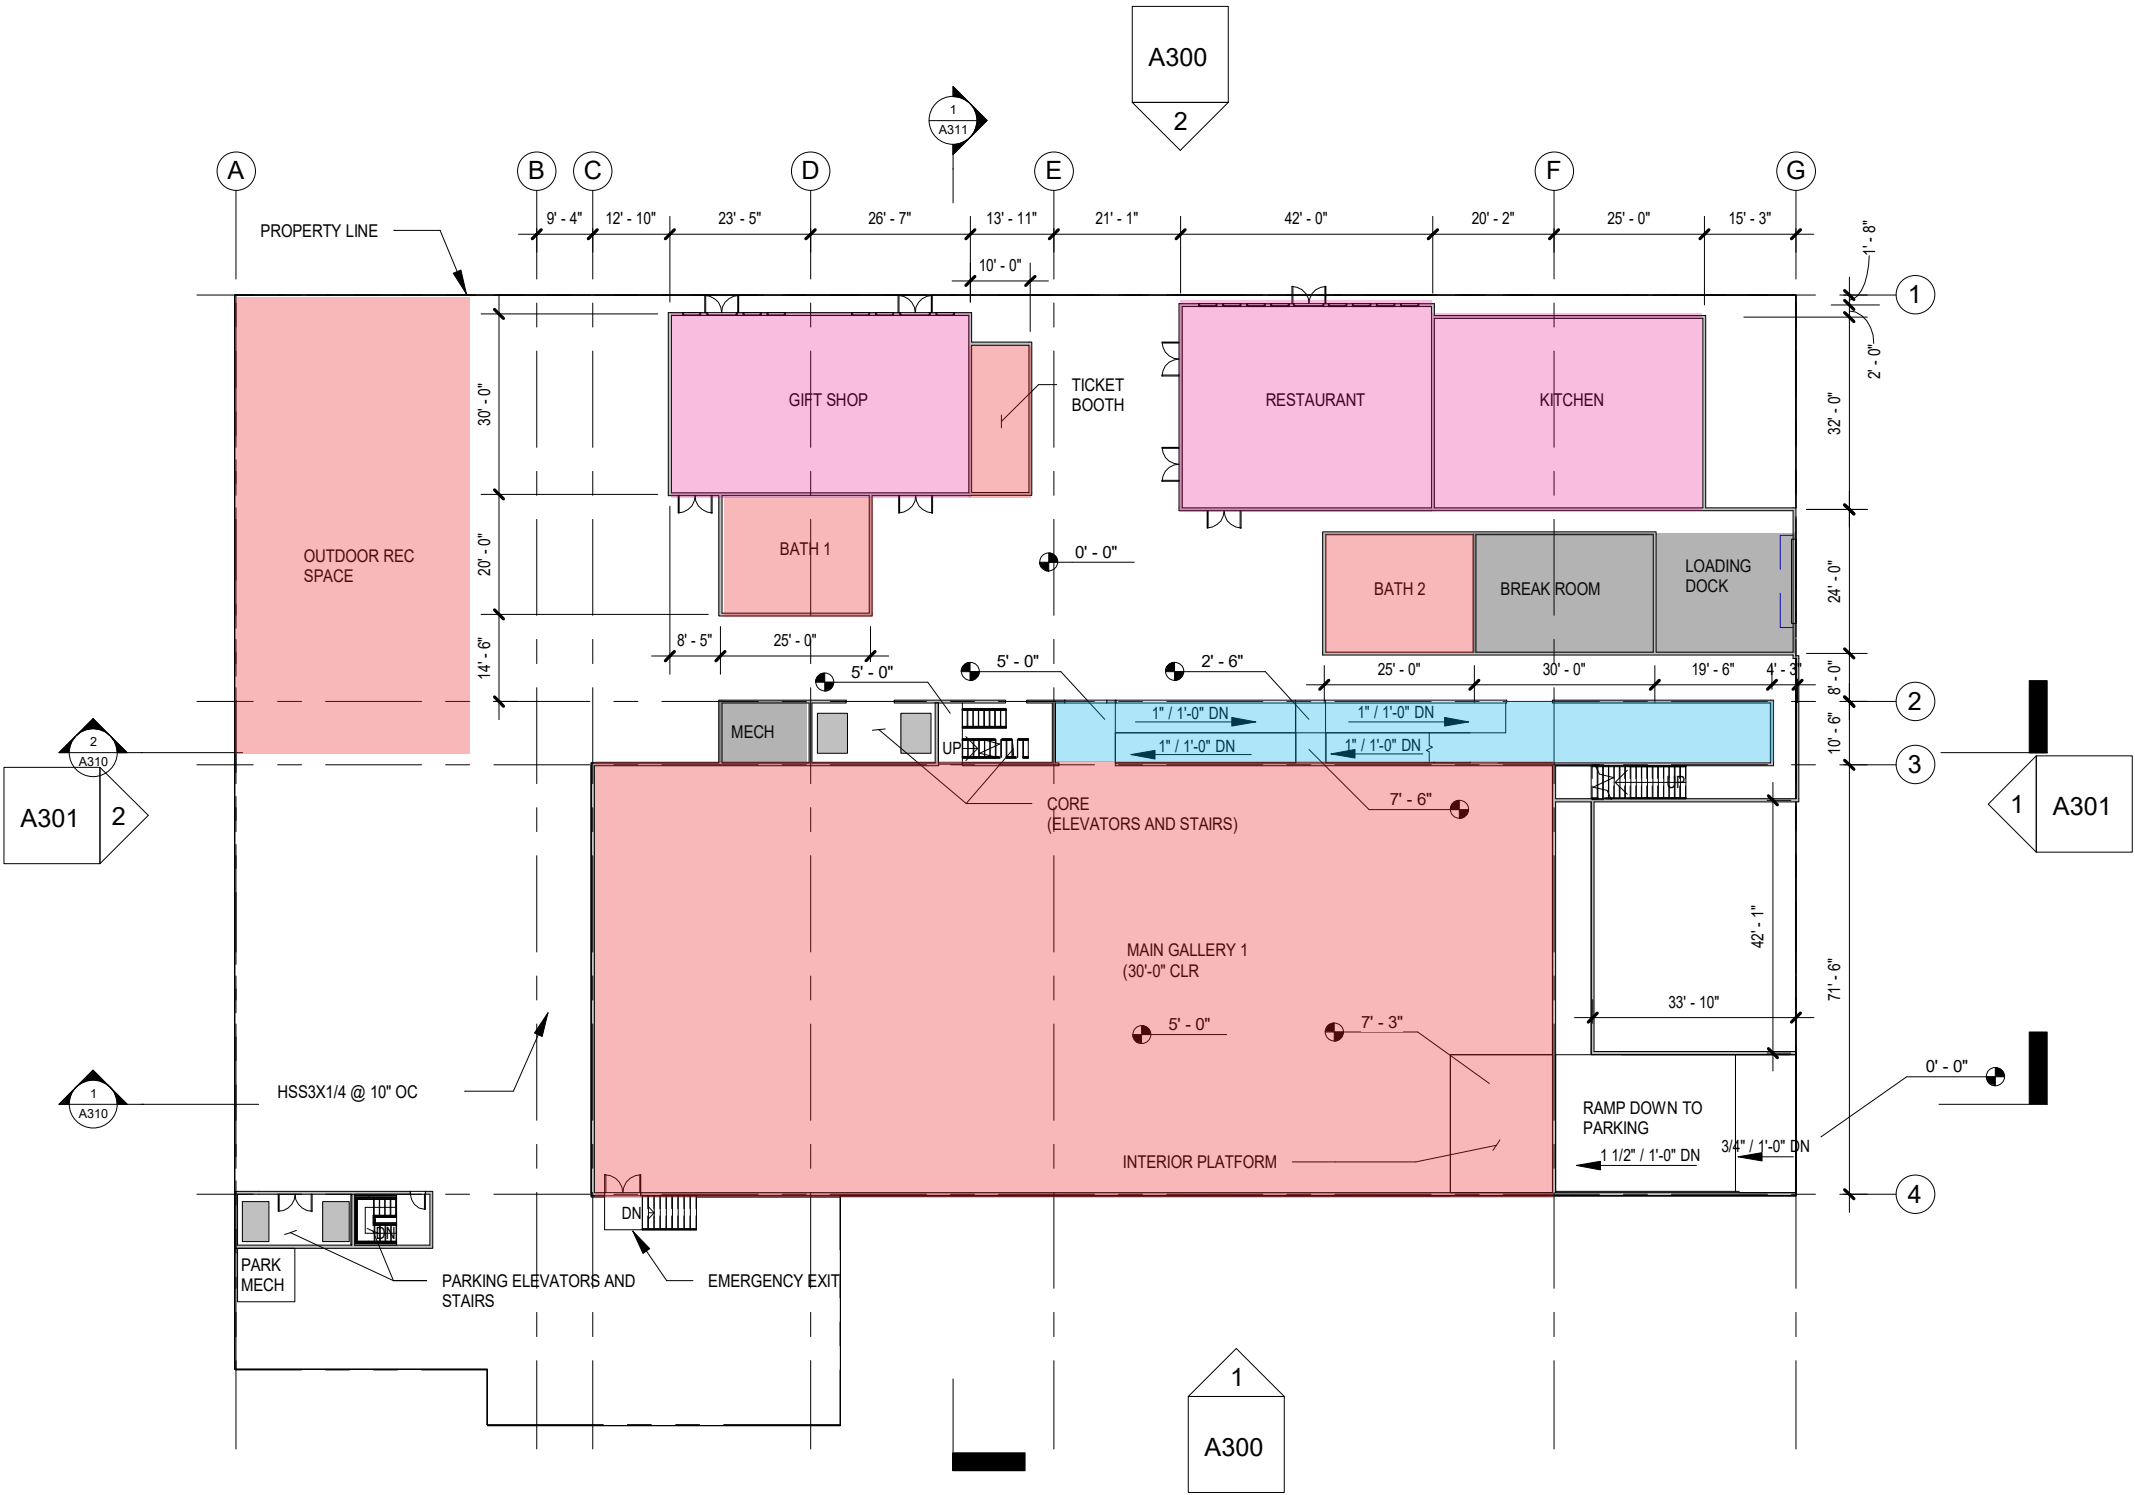 A300
2
1
A311
A
B
C
D
E
F
G
9' - 4"
12' - 10"
23' - 5"
26' - 7"
13' - 11"
21' - 1"
42' - 0"
20' - 2"
25' - 0"
15' - 3"
1' - 8"
PROPERTY LINE
10' - 0"
1
2' - 0"
30' - 0"
GIFT SHOP
TICKET
BOOTH
RESTAURANT
KITCHEN
32' - 0"
OUTDOOR REC
SPACE
20' - 0"
BATH 1
0' - 0"
BATH 2
BREAK ROOM
LOADING
DOCK
24' - 0"
14' - 6"
8' - 5"
25' - 0"
5' - 0"
5' - 0"
2' - 6"
25' - 0"
30' - 0"
19' - 6"
4' - 3"
8' - 0"
2
MECH
UP
1" / 1'-0" DN
1" / 1'-0" DN
1" / 1'-0" DN
1" / 1'-0" DN
10' - 6"
3
2
A310
A301
2
CORE
(ELEVATORS AND STAIRS)
7' - 6"
UP
1
A301
MAIN GALLERY 1
(30'-0" CLR
42' - 1"
33' - 10"
71' - 6"
5' - 0"
7' - 3"
0' - 0"
1
A310
HSS3X1/4 @ 10" OC
INTERIOR PLATFORM
RAMP DOWN TO
PARKING
1 1/2" / 1'-0" DN
3/4" / 1'-0" DN
4
DN
DN
PARK
MECH
PARKING ELEVATORS AND
STAIRS
EMERGENCY EXIT
1
A300